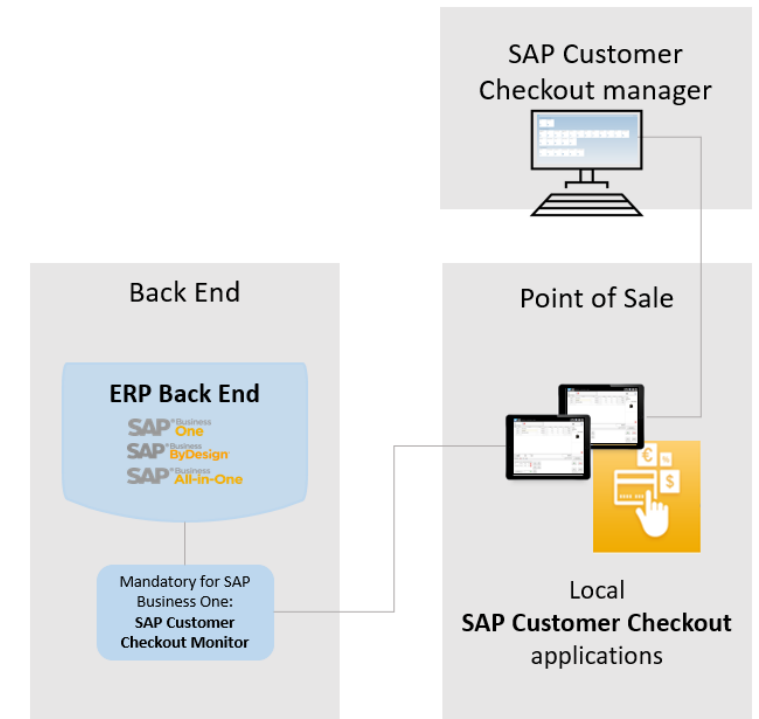 SAP Customer
Checkout manager
Back End
ERP Back End
SAP® Business
One
SAP® Business
ByDesign
SAP® Business
All-in-One
Mandatory for SAP
Business One:
SAP Customer
Checkout Monitor
Point of Sale
€ %
$
Local
SAP Customer Checkout
applications